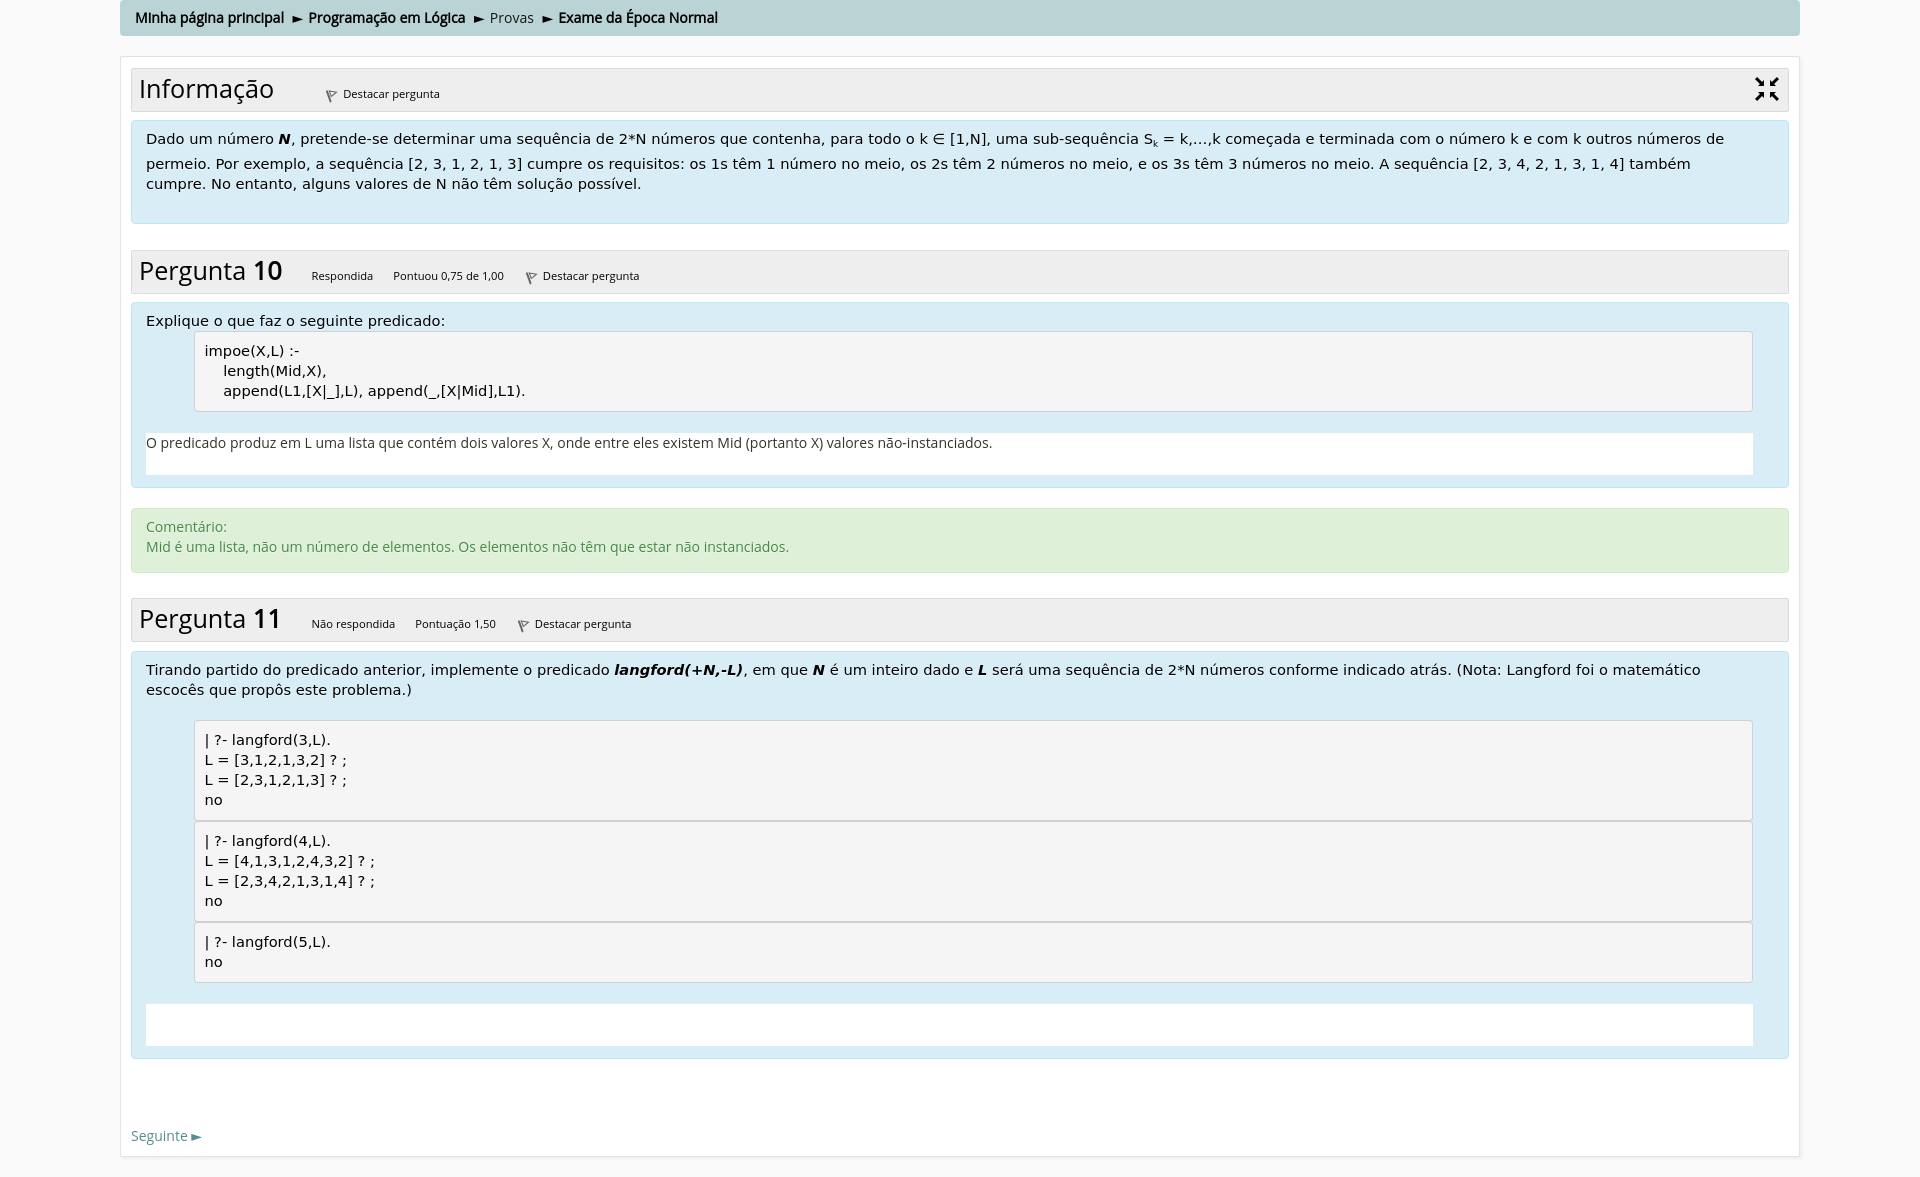 Minha página principal ► Programação em Lógica ► Provas ► Exame da Época Normal
Informação Destacar pergunta
Dado um número N, pretende-se determinar uma sequência de 2*N números que contenha, para todo o k ∈ [1,N], uma sub-sequência Sk = k,...,k começada e terminada com o número k e com k outros números de
permeio. Por exemplo, a sequência [2, 3, 1, 2, 1, 3] cumpre os requisitos: os 1s têm 1 número no meio, os 2s têm 2 números no meio, e os 3s têm 3 números no meio. A sequência [2, 3, 4, 2, 1, 3, 1, 4] também
cumpre. No entanto, alguns valores de N não têm solução possível.
Pergunta 10 Respondida Pontuou 0,75 de 1,00 Destacar pergunta
Explique o que faz o seguinte predicado:
impoe(X,L) :-
length(Mid,X),
append(L1,[X|_],L), append(_,[X|Mid],L1).
O predicado produz em L uma lista que contém dois valores X, onde entre eles existem Mid (portanto X) valores não-instanciados.
Comentário:
Mid é uma lista, não um número de elementos. Os elementos não têm que estar não instanciados.
Pergunta 11 Não respondida Pontuação 1,50 Destacar pergunta
Tirando partido do predicado anterior, implemente o predicado langford(+N,-L), em que N é um inteiro dado e L será uma sequência de 2*N números conforme indicado atrás. (Nota: Langford foi o matemático
escocês que propôs este problema.)
| ?- langford(3,L).
L = [3,1,2,1,3,2] ? ;
L = [2,3,1,2,1,3] ? ;
no
| ?- langford(4,L).
L = [4,1,3,1,2,4,3,2] ? ;
L = [2,3,4,2,1,3,1,4] ? ;
no
| ?- langford(5,L).
no
Seguinte ►